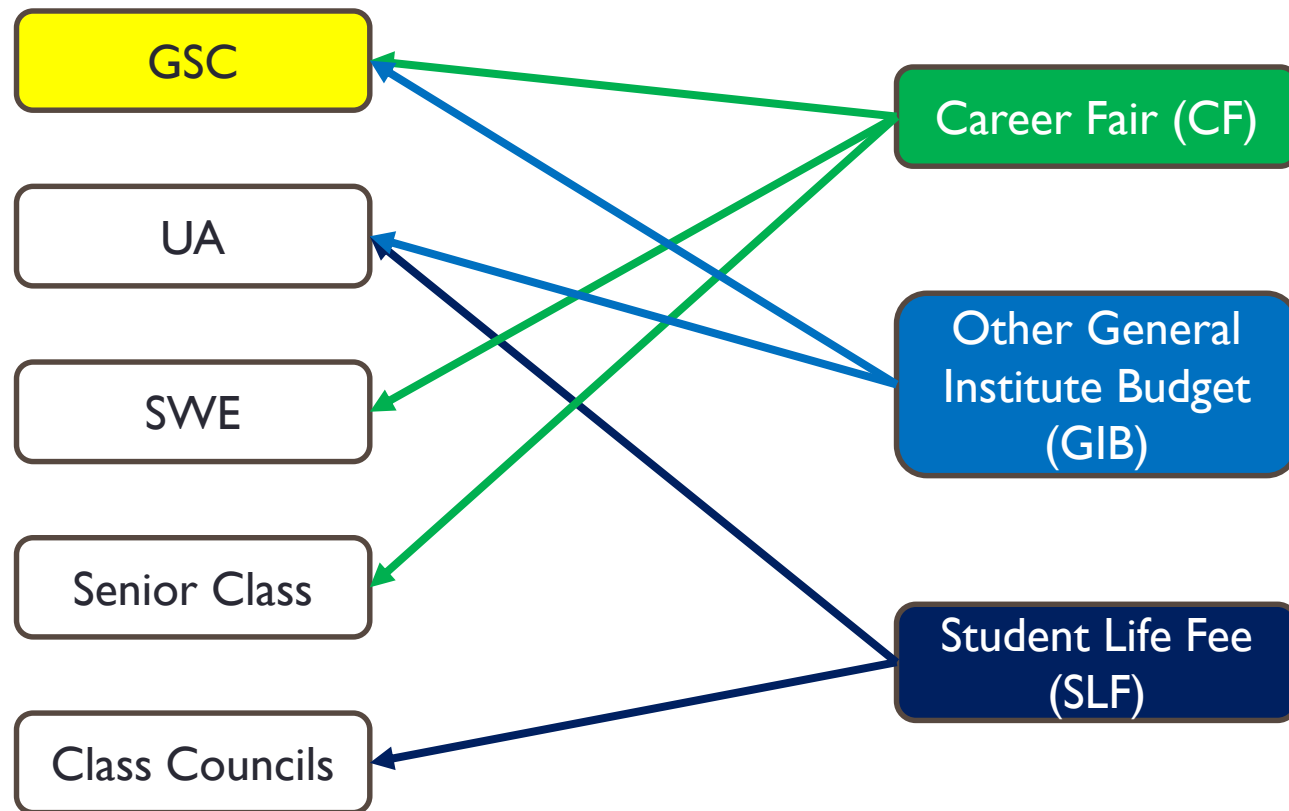 GSC
UA
SWE
Senior Class
Class Councils
Career Fair (CF)
Other General
Institute Budget
(GIB)
Student Life Fee
(SLF)